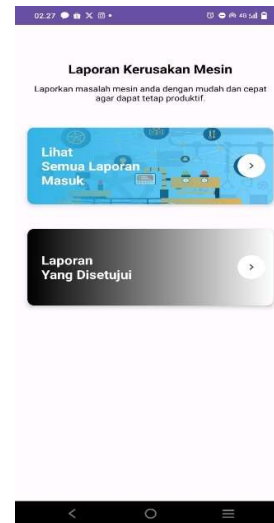 02.27
Laporan Kerusakan Mesin
Laporkan masalah mesin anda dengan mudah dan cepat
agar dapat tetap produktif.
Lihat
Semua Laporan
Masuk
Laporan
Yang Disetujui